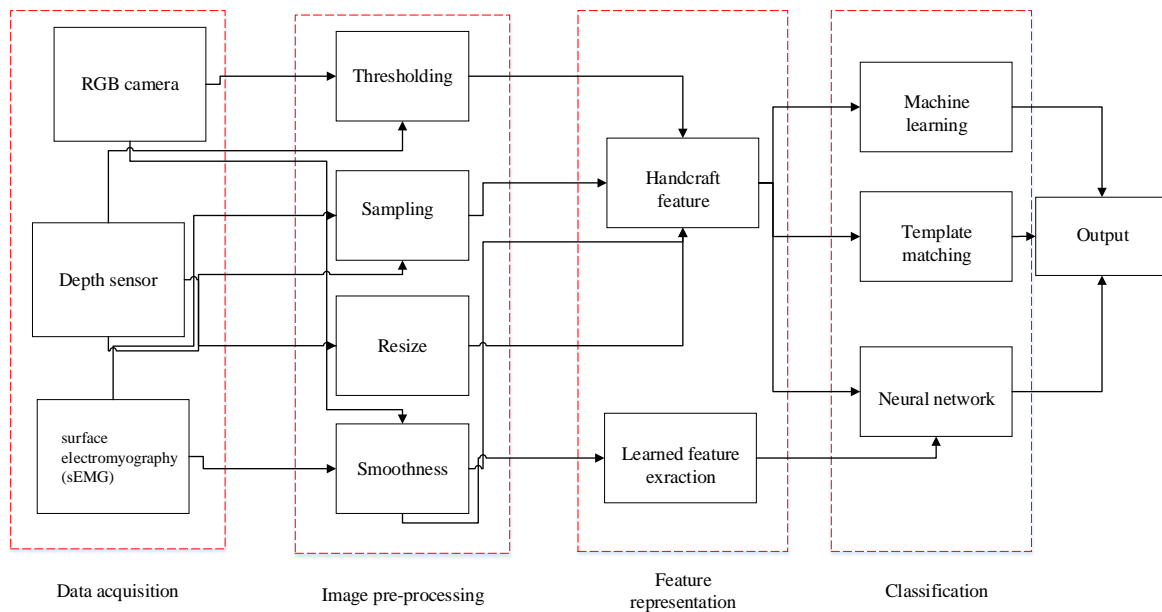 RGB camera
Depth sensor
surface
electromyography
(sEMG)
Data acquisition
Thresholding
Sampling
Resize
Smoothness
Image pre-processing
Handcraft
feature
Learned feature
exraction
Feature
representation
Machine
learning
Template
matching
Neural network
Classification
Output